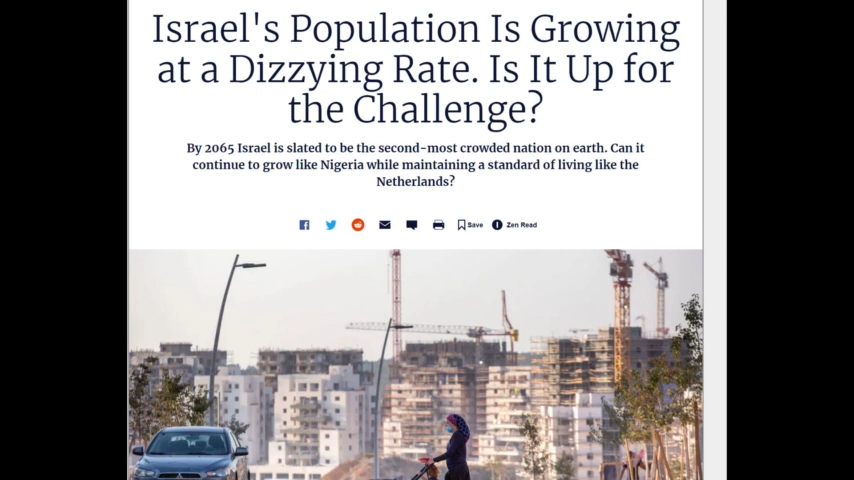 Israel's Population Is Growing
at a Dizzying Rate. Is It Up for
the Challenge?
By 2065 Israel is slated to be the second-most crowded nation on earth. Can it
continue to grow like Nigeria while maintaining a standard of living like the
Netherlands?
Save
Zen Read